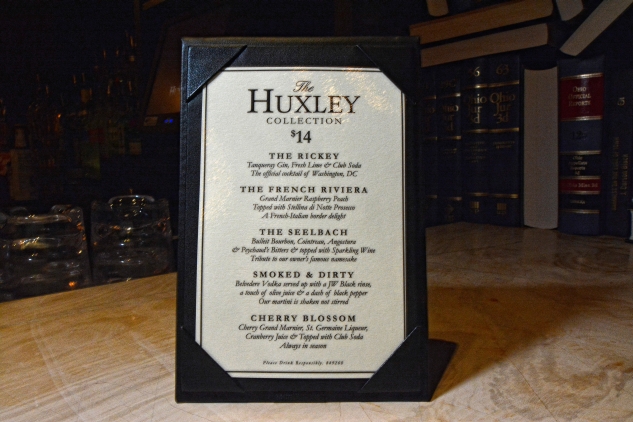 The
HUXLEY
COLLECTION
$14
THE RICKEY
Tanqueray Gin, Fresh Lime & Club Soda
The official cocktail of Washington, DC
THE FRENCH RIVIERA
Grand Marnier Raspberry Peach
Topped with Stellina di Notte Prosecco
A French-Italian border delight
THE SEELBACH
Bulleit Bourbon, Cointreau, Angostura
& Peychaud's Bitters & topped with Sparkling Wine
Tribute to our owner's famous namesake
SMOKED & DIRTY
Belvedere Vodka served up with a JW Black rinse,
a touch of olive juice & a dash of black pepper
Our martini is shaken not stirred
CHERRY BLOSSOM
Cherry Grand Marnier, St. Germaine Liqueur,
Cranberry Juice & Topped with Club Soda
Always in season
Please Drink Responsibly.
Ohio
3d
Ohio
Official
Reports